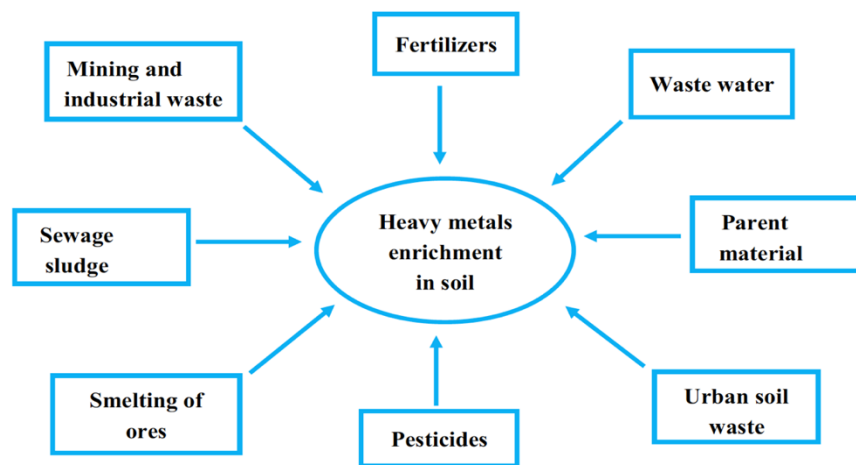 Fertilizers
Mining and
industrial waste
Waste water
Heavy metals
enrichment
in soil
Sewage
sludge
Parent
material
Smelting of
ores
Pesticides
Urban soil
waste